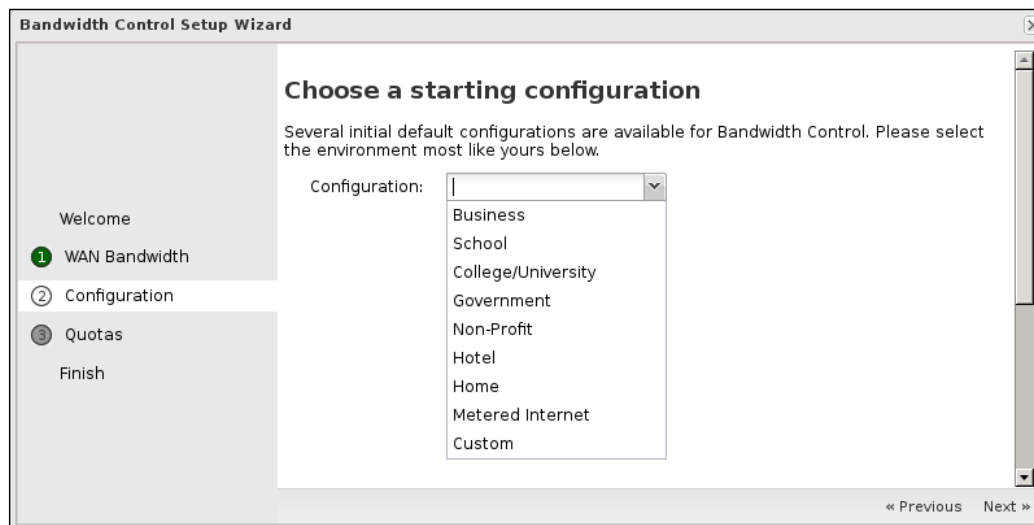 Bandwidth Control Setup Wizard
Welcome
1 WAN Bandwidth
2 Configuration
3 Quotas
Finish
Choose a starting configuration
Several initial default configurations are available for Bandwidth Control. Please select
the environment most like yours below.
Configuration:
Business
School
College/University
Government
Non-Profit
Hotel
Home
Metered Internet
Custom
« Previous Next »